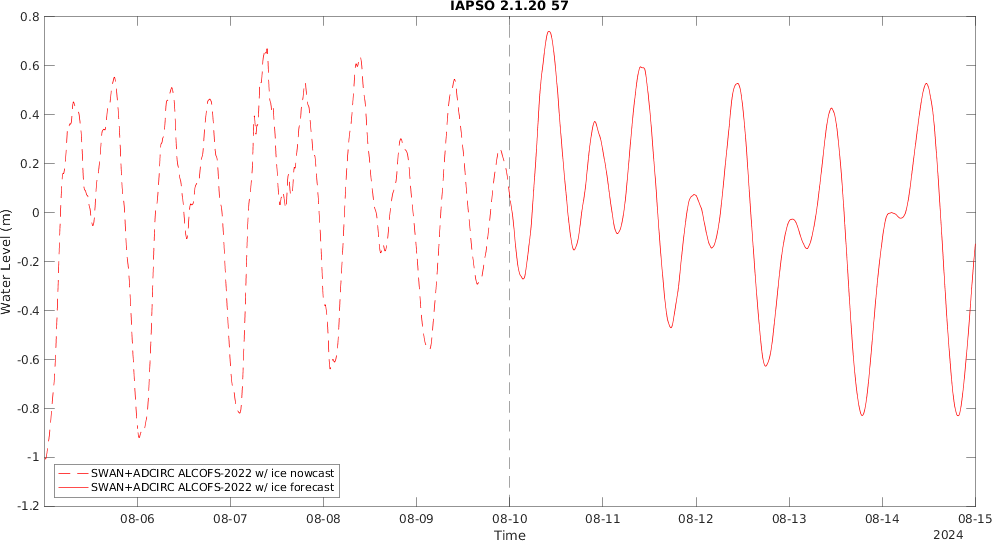 IAPSO 2.1.20 57
0.8
0.6
0.4
0.2
0
-0.2
-0.4
-0.6
-0.8
-1
-1.2
Water Level (m)
SWAN+ADCIRC ALCOFS-2022 w/ ice nowcast
SWAN+ADCIRC ALCOFS-2022 w/ ice forecast
08-06 08-07 08-08 08-09 08-10 08-11 08-12 08-13 08-14 08-15
Time
2024